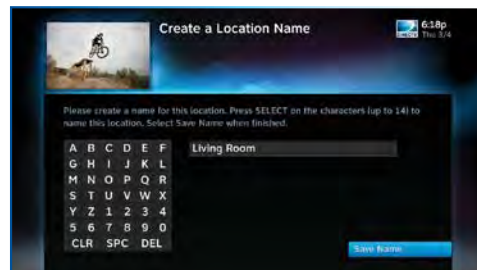 Create a Location Name
6:18p
Thu 3/4
DIRECTV
Please create a name for this location. Press SELECT on the characters (up to 14) to
name this location. Select Save Name when finished.
A B C D E F
Living Room
G H I J K L
M N O P Q R
S T U V W X
Y Z 1 2 3 4
5 6 7 8 9 0
CLR SPC DEL
Save Name